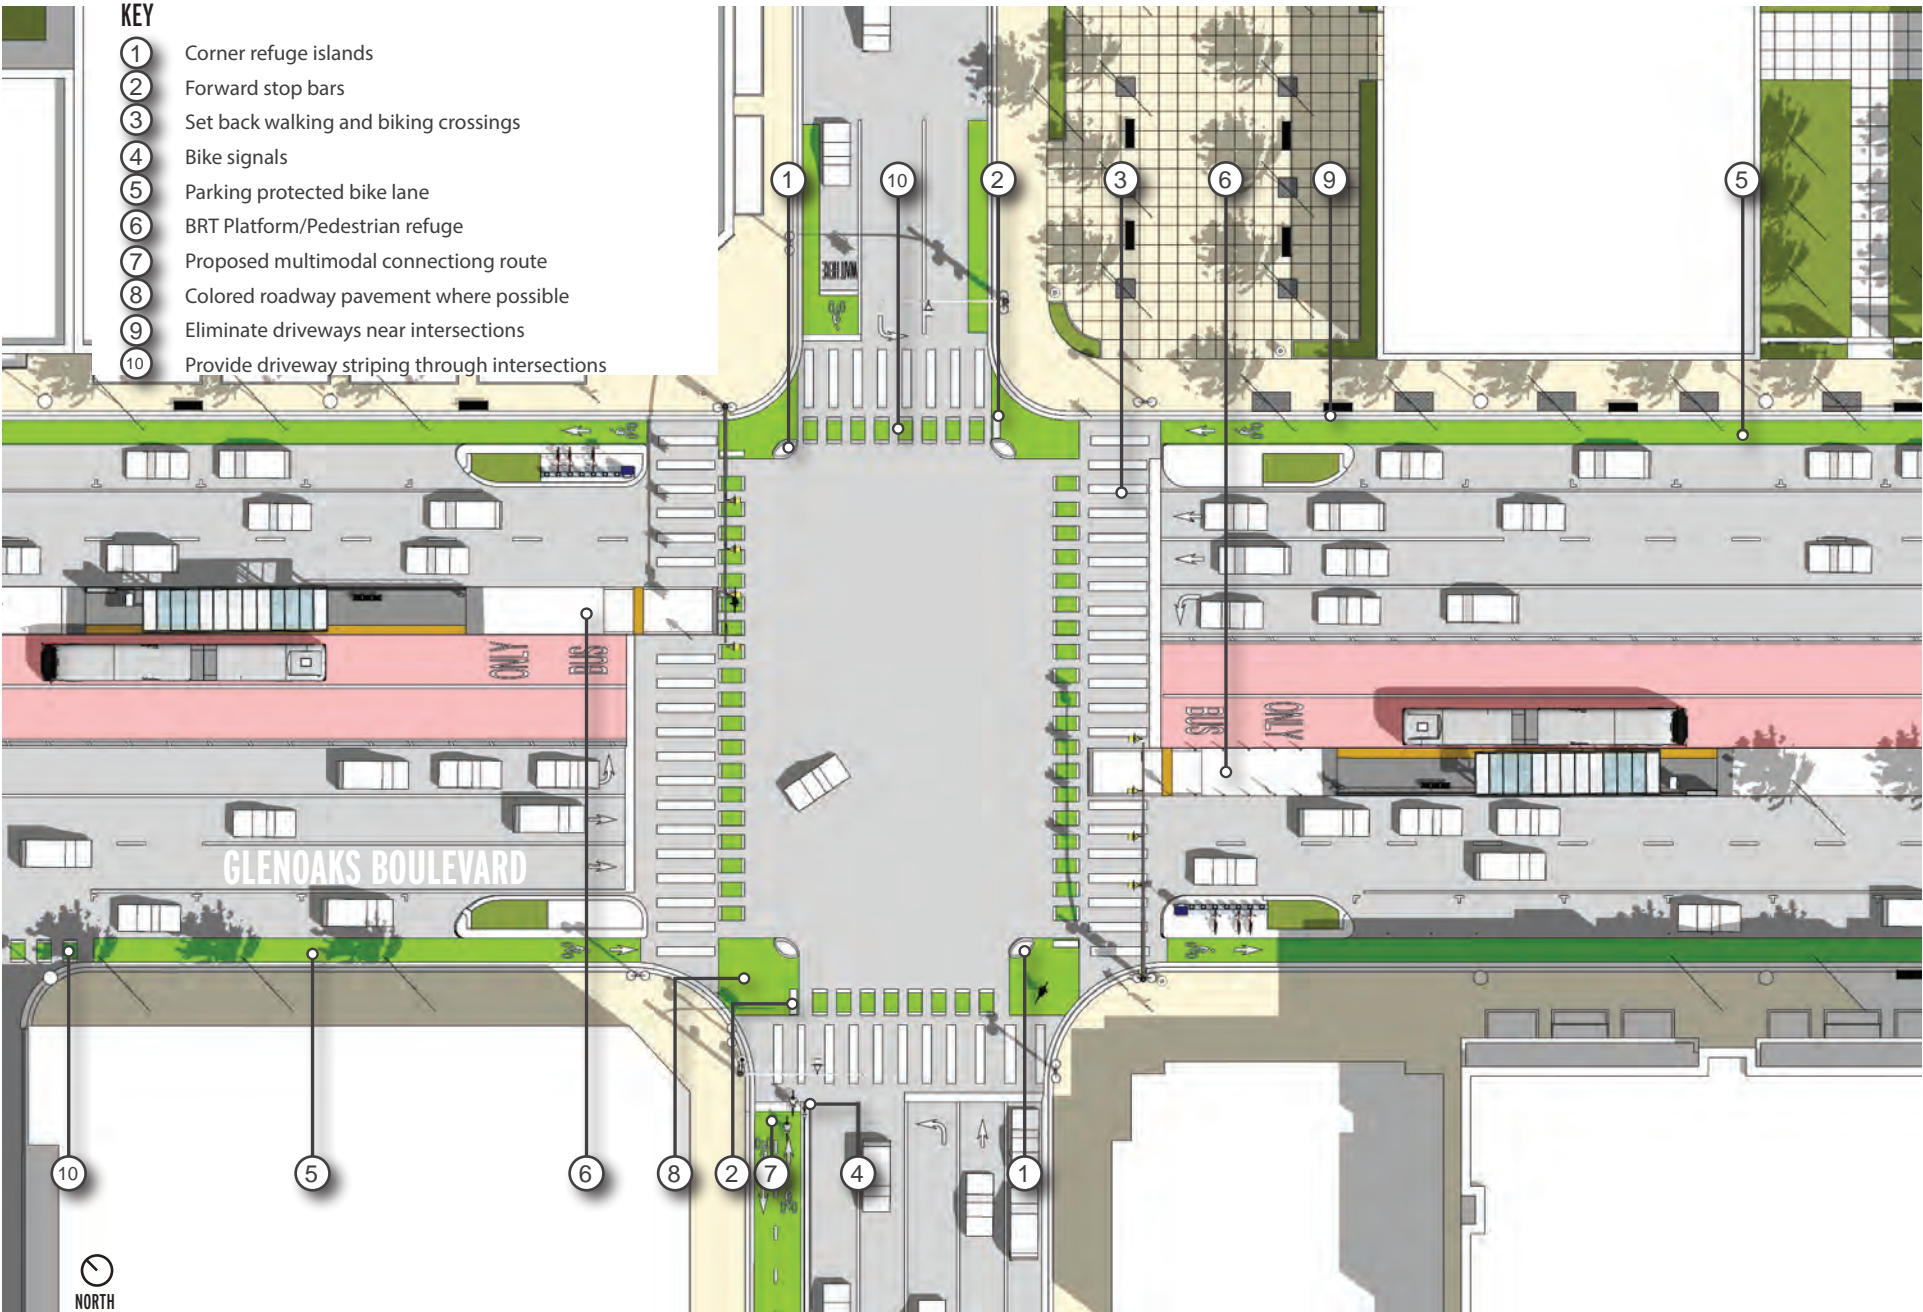 KEY
1 Corner refuge islands
2 Forward stop bars
3 Set back walking and biking crossings
4 Bike signals
5 Parking protected bike lane
6 BRT Platform/Pedestrian refuge
7 Proposed multimodal connectiong route
8 Colored roadway pavement where possible
9 Eliminate driveways near intersections
10 Provide driveway striping through intersections
1 10 2 3 6 9 5
WAIT HERE
ONLY BUS
BUS ONLY
GLENOAKS BOULEVARD
10 5 6 8 2 7 4 1
NORTH